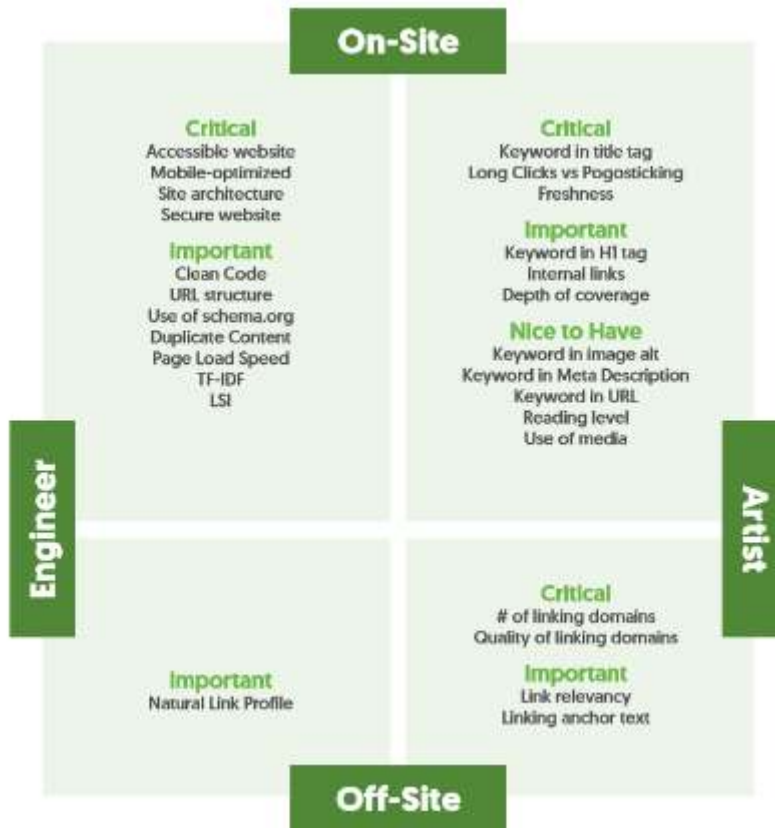 On-Site
Critical
Accessible website
Mobile-optimized
Site architecture
Secure website
Important
Clean Code
URL structure
Use of schema.org
Duplicate Content
Page Load Speed
TF-IDF
LSI
Critical
Keyword in title tag
Long Clicks vs Pogosticking
Freshness
Important
Keyword in H1 tag
Internal links
Depth of coverage
Nice to Have
Keyword in image alt
Keyword in Meta Description
Keyword in URL
Reading level
Use of media
Engineer
Artist
Important
Natural Link Profile
Critical
# of linking domains
Quality of linking domains
Important
Link relevancy
Linking anchor text
Off-Site